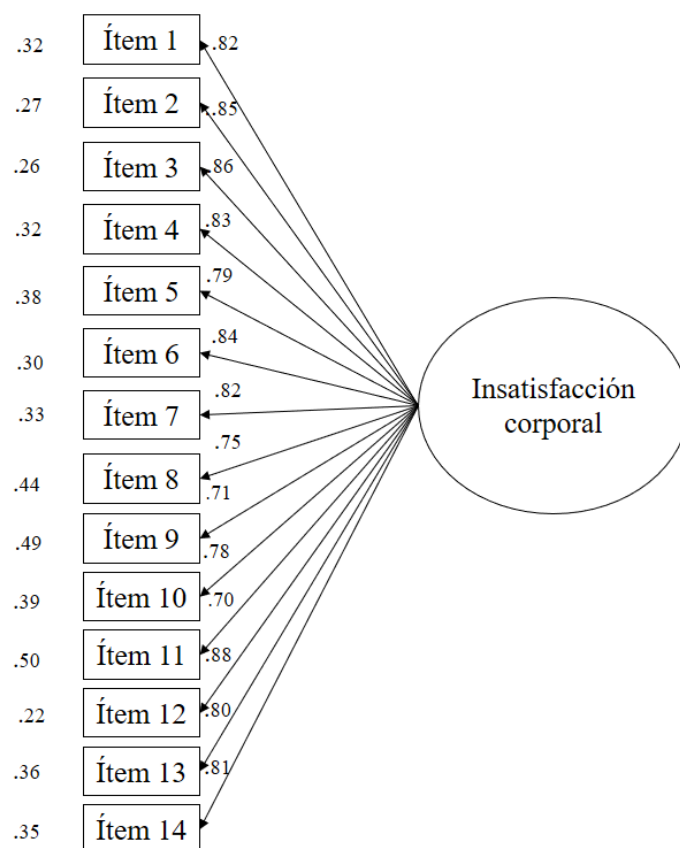 .32 Ítem 1 .82
.27 Ítem 2 .85
.26 Ítem 3 .86
.32 Ítem 4 .83
.38 Ítem 5 .79
.30 Ítem 6 .84
.33 Ítem 7 .82
.44 Ítem 8 .75
.49 Ítem 9 .71
.39 Ítem 10 .78
.50 Ítem 11 .70
.22 Ítem 12 .88
.36 Ítem 13 .80
.35 Ítem 14 .81
Insatisfacción
corporal